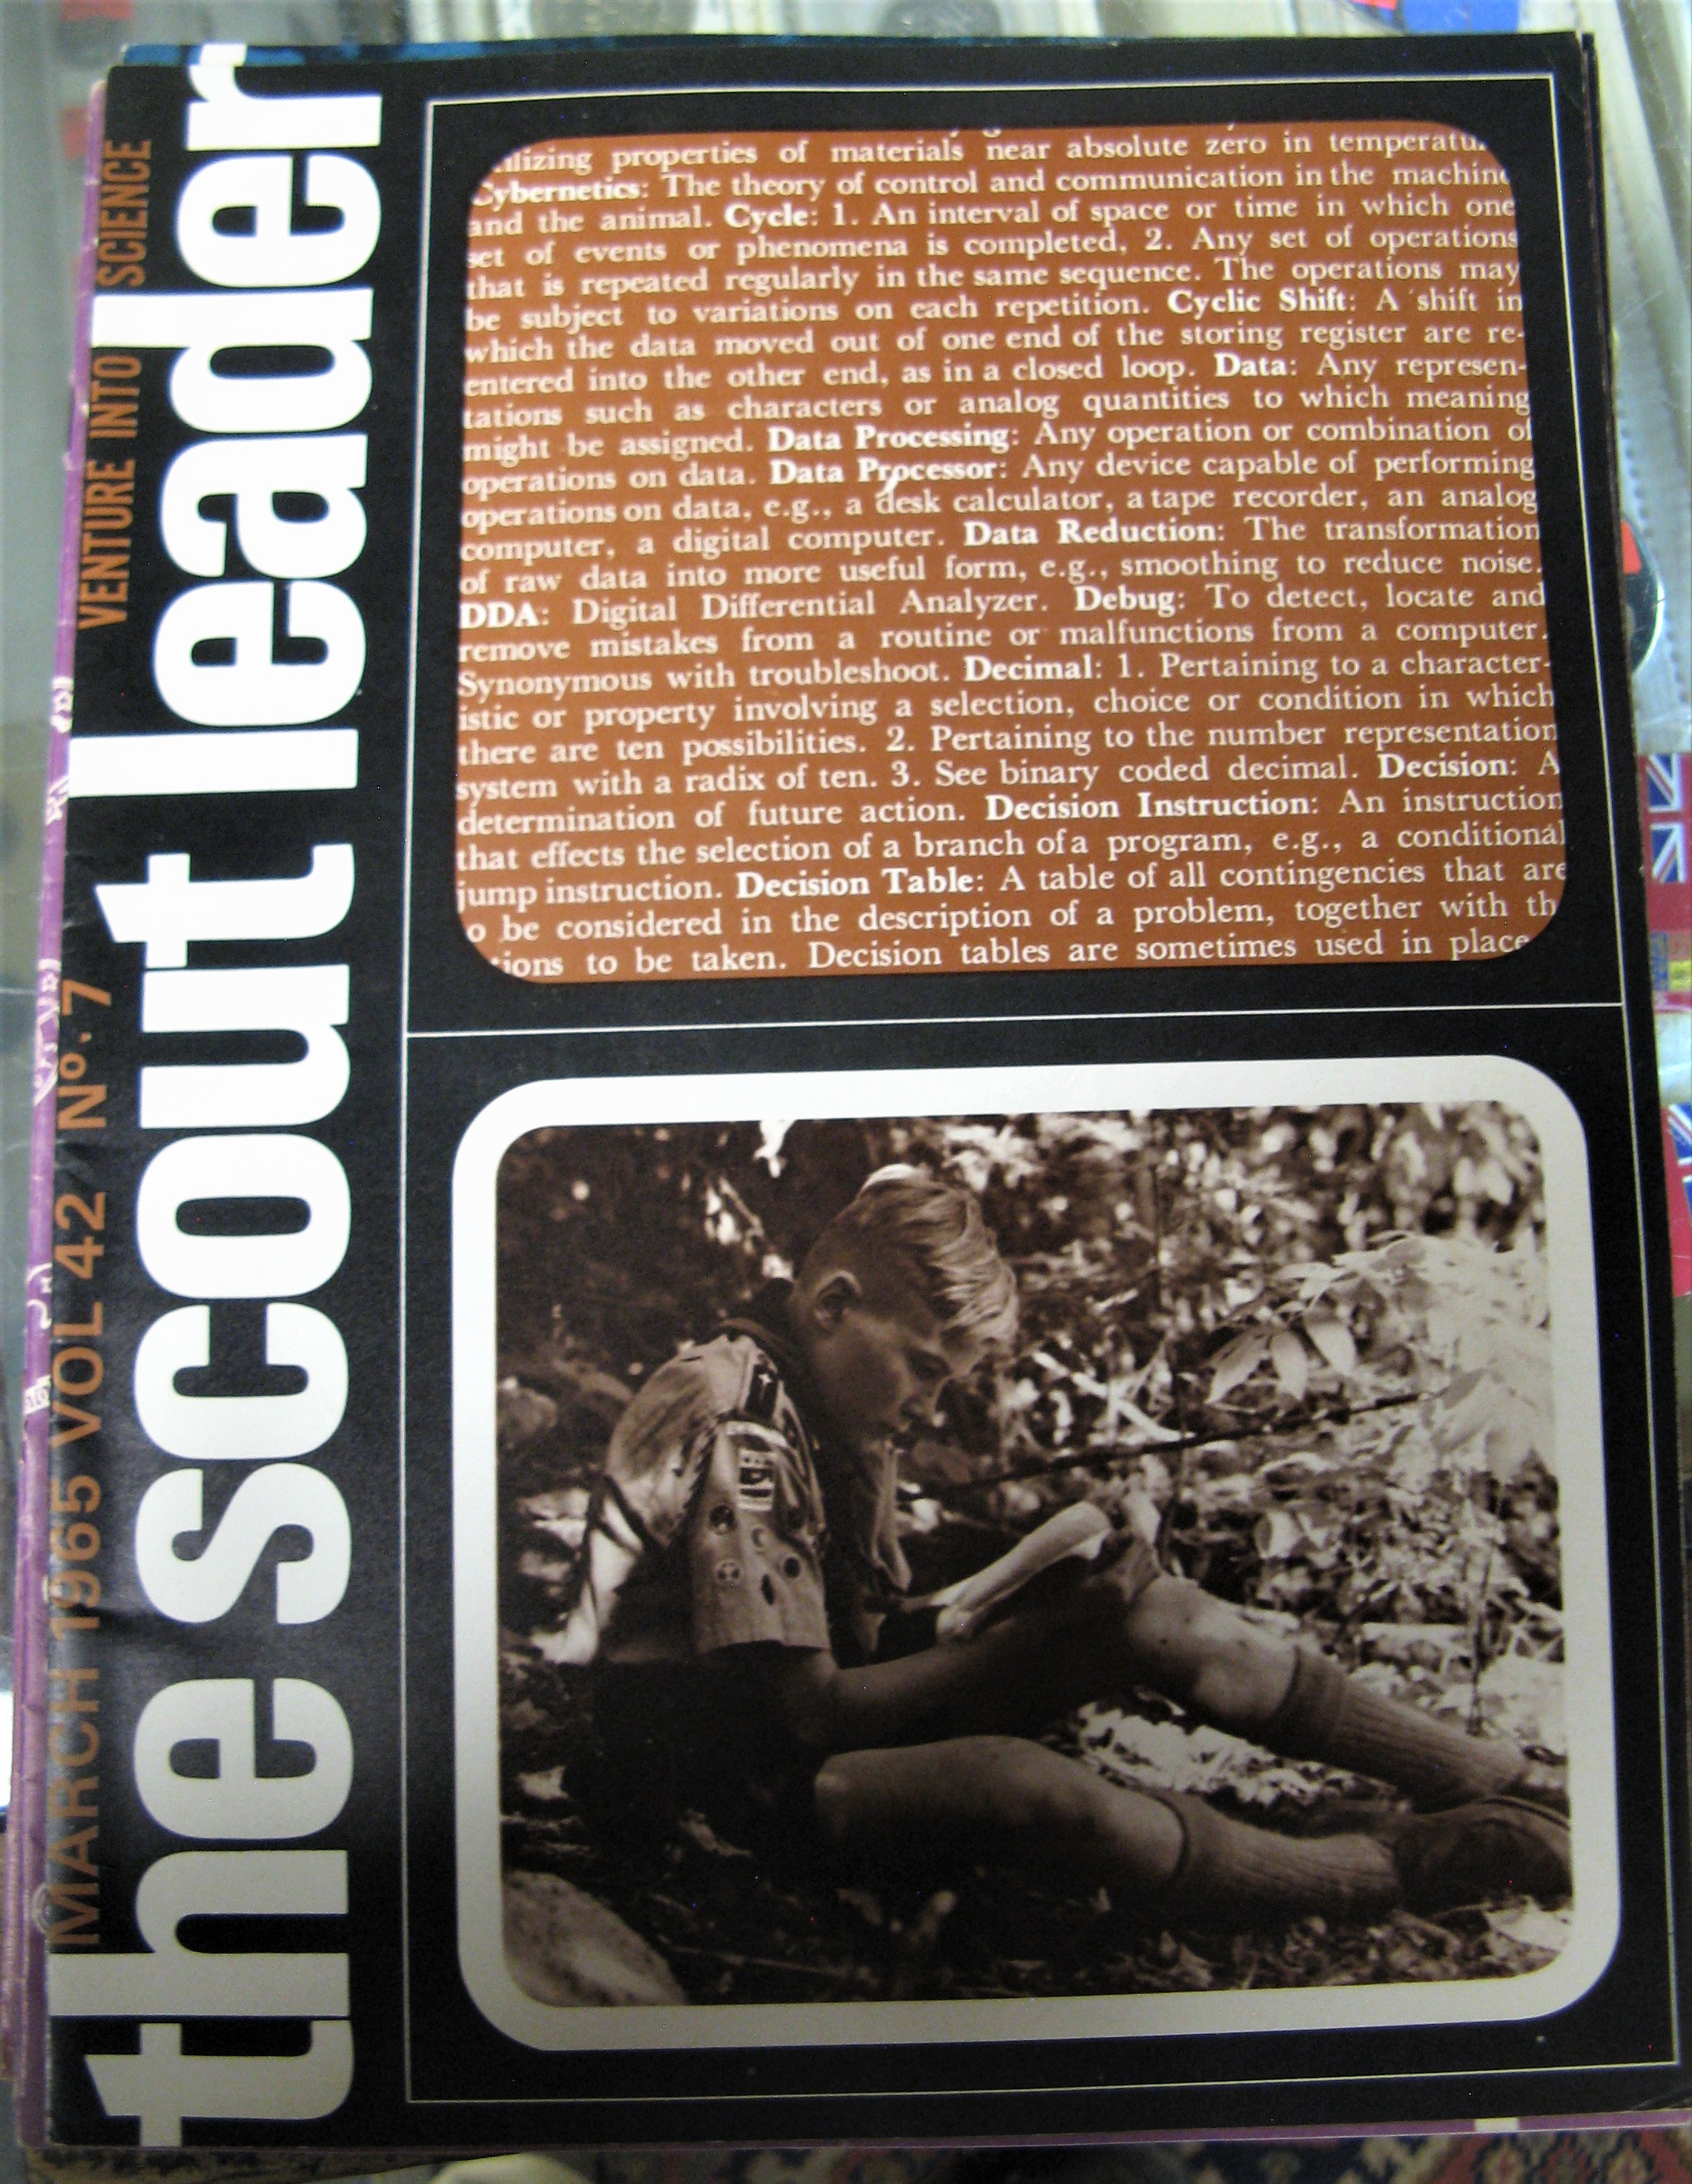 the scout leader
VENTURE INTO SCIENCE
MARCH 1965 VOL 42 Nº. 7
properties of materials near absolute zero in
Cybernetics: The theory of control and communication in the machine
and the animal. Cycle: 1. An interval of space or time in which one
set of events or phenomena is completed, 2. Any set of operations
that is repeated regularly in the same sequence. The operations may
be subject to variations on each repetition. Cyclic Shift: A shift in
which the data moved out of one end of the storing register are re-
entered into the other end, as in a closed loop. Data: Any represen-
tations such as characters or analog quantities to which meaning
might be assigned. Data Processing: Any operation or combination of
operations on data. Data Processor: Any device capable of performing
operations on data, e.g., a desk calculator, a tape recorder, an analog
computer, a digital computer. Data Reduction: The transformation
of raw data into more useful form, e.g., smoothing to reduce noise.
DDA: Digital Differential Analyzer. Debug: To detect, locate and
remove mistakes from a routine or malfunctions from a computer.
Synonymous with troubleshoot. Decimal: 1. Pertaining to a character-
istic or property involving a selection, choice or condition in which
there are ten possibilities. 2. Pertaining to the number representation
system with a radix of ten. 3. See binary coded decimal. Decision: A
determination of future action. Decision Instruction: An instruction
that effects the selection of a branch of a program, e.g., a conditional
jump instruction. Decision Table: A table of all contingencies that are
o be considered in the description of a problem, together with th
to be taken. Decision tables are sometimes used in place